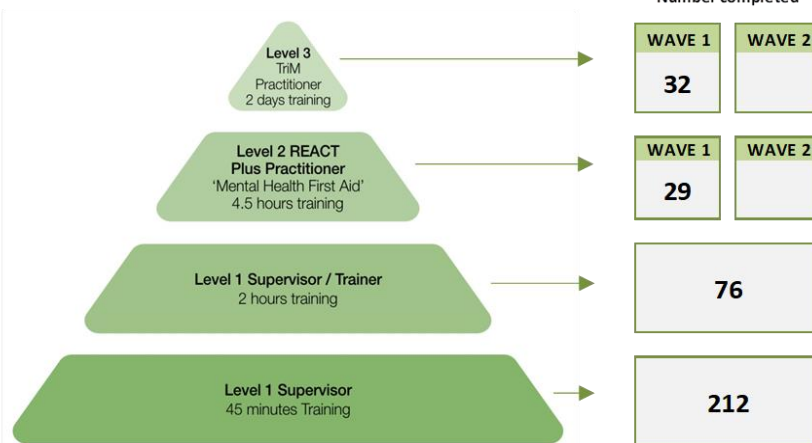 Number completed
Level 3
TriM
Practitioner
2 days training
WAVE 1 WAVE 2
32
Level 2 REACT
Plus Practitioner
'Mental Health First Aid'
4.5 hours training
WAVE 1 WAVE 2
29
Level 1 Supervisor / Trainer
2 hours training
76
Level 1 Supervisor
45 minutes Training
212